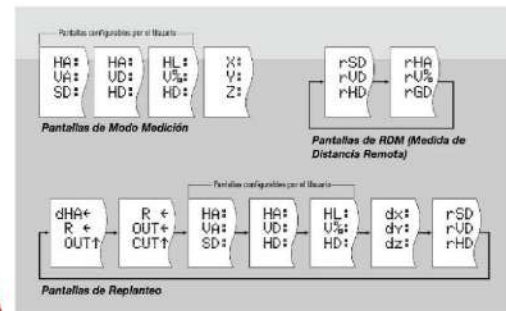 Pantallas configurables por el Usuario
HA:
VA:
SD:
HA:
VD:
HD:
HL:
V%:
HD:
X:
Y:
Z:
Pantallas de Modo Medición
rSD
rVD
rHD
rHA
rV%
rGD
Pantallas de RDM (Medida de
Distancia Remota)
Pantallas configurables por el Usuario
dHA←
R ←
OUT↑
R ←
OUT←
CUT↑
HA:
VA:
SD:
HA:
VD:
HD:
HL:
V%:
HD:
dx:
dy:
dz:
rSD
rVD
rHD
Pantallas de Replanteo